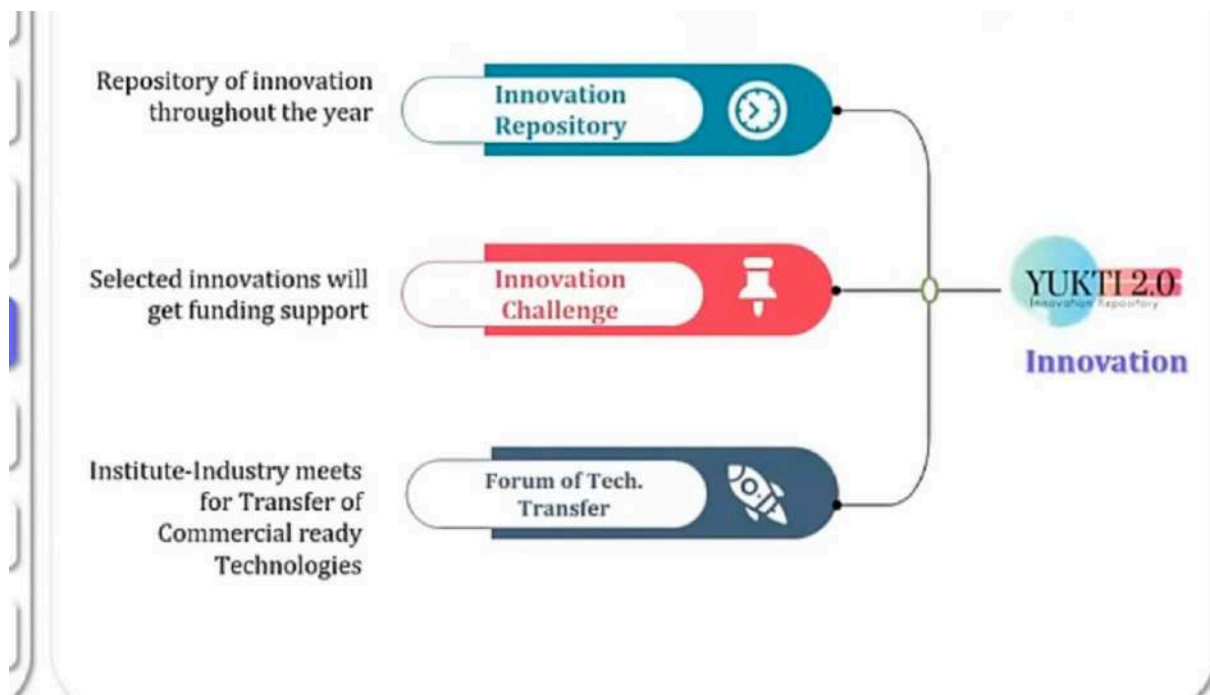 Repository of innovation
throughout the year
Innovation
Repository
Selected innovations will
get funding support
Innovation
Challenge
YUKTI 2.0
Innovation Repository
Innovation
Institute-Industry meets
for Transfer of
Commercial ready
Technologies
Forum of Tech.
Transfer